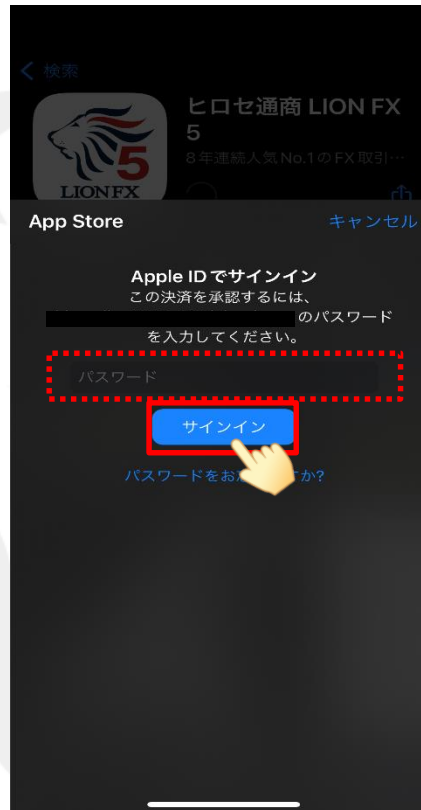 検索
ヒロセ通商 LION FX
5
8年連続人気No.1のFX取引…
5
LION FX
App Store
キャンセル
Apple IDでサインイン
この決済を承認するには、
のパスワード
を入力してください。
パスワード
サインイン
パスワードをお
か?